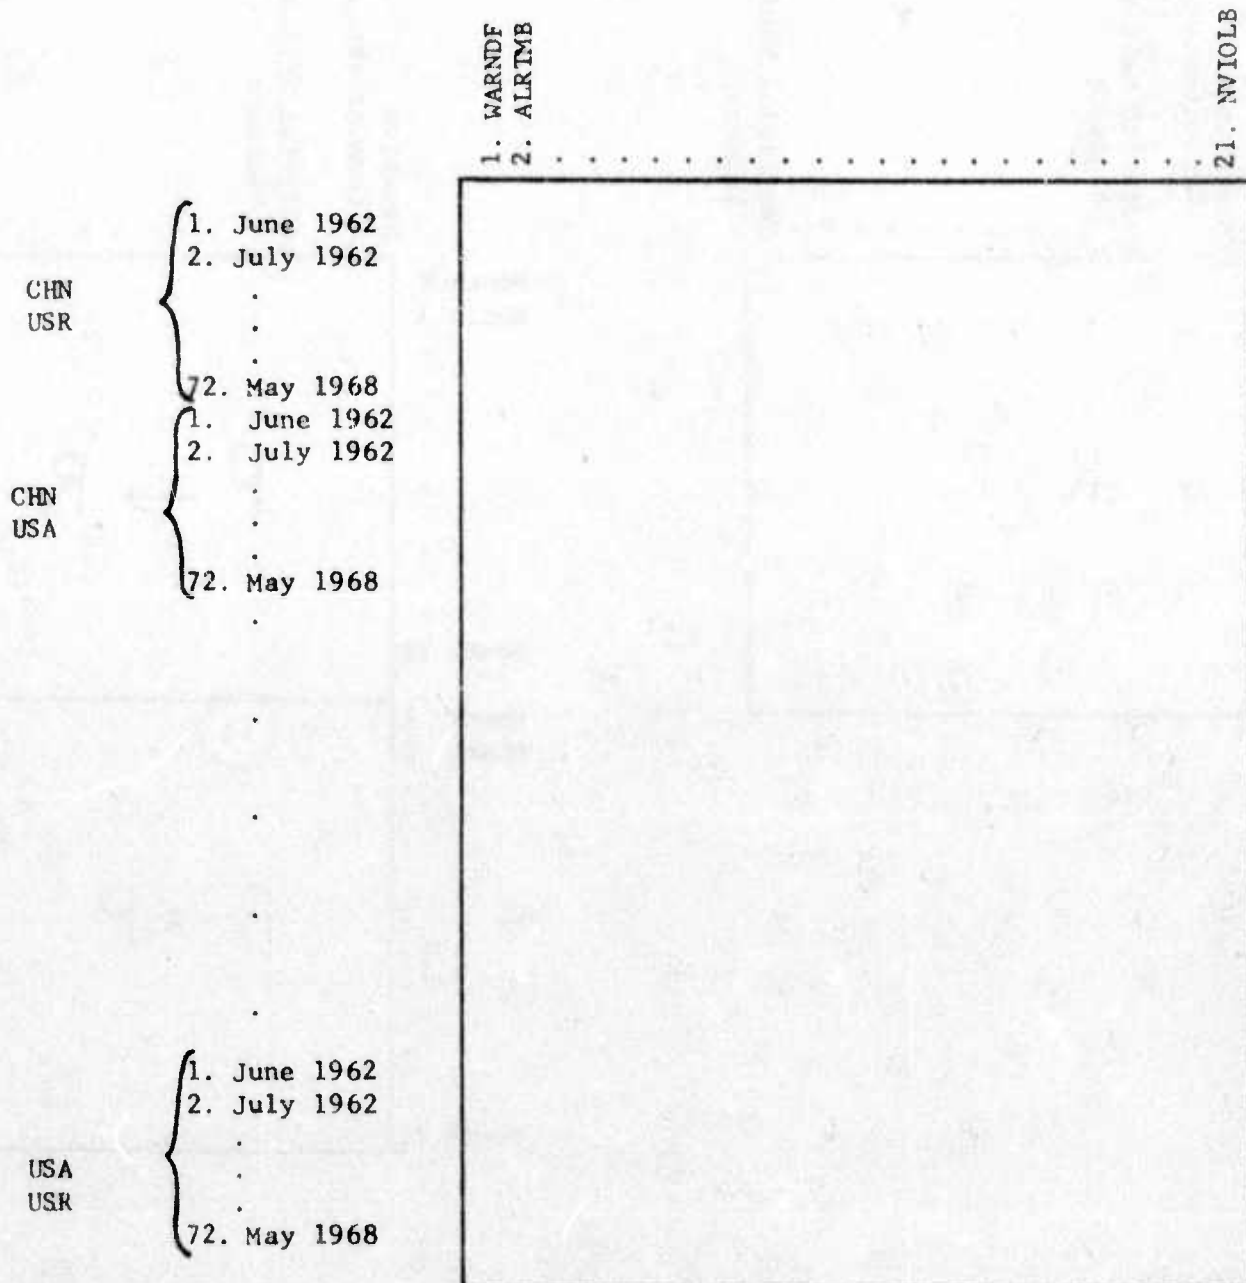 1. WARNDF
2. ALRTMB
. . . . . . . . . . . . . . . . . . . . .
21. NVIOLB
CHN
USR
1. June 1962
2. July 1962
.
.
.
72. May 1968
CHN
USA
1. June 1962
2. July 1962
.
.
.
72. May 1968
.
.
.
.
.
USA
USR
1. June 1962
2. July 1962
.
.
.
72. May 1968